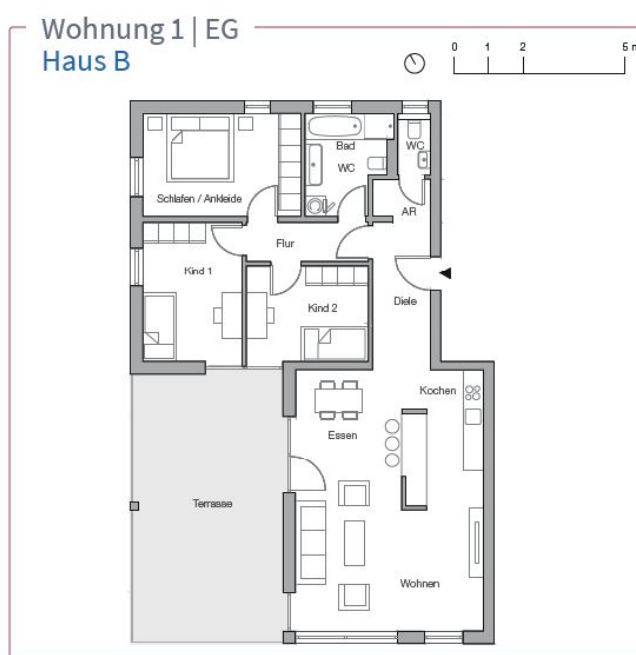 Wohnung 1 | EG
Haus B
0 1 2 5 m
Bad
WC
WC
Schlafen / Ankleide
AR
Flur
Kind 1
Kind 2
Diele
Kochen
Essen
Terrasse
Wohnen